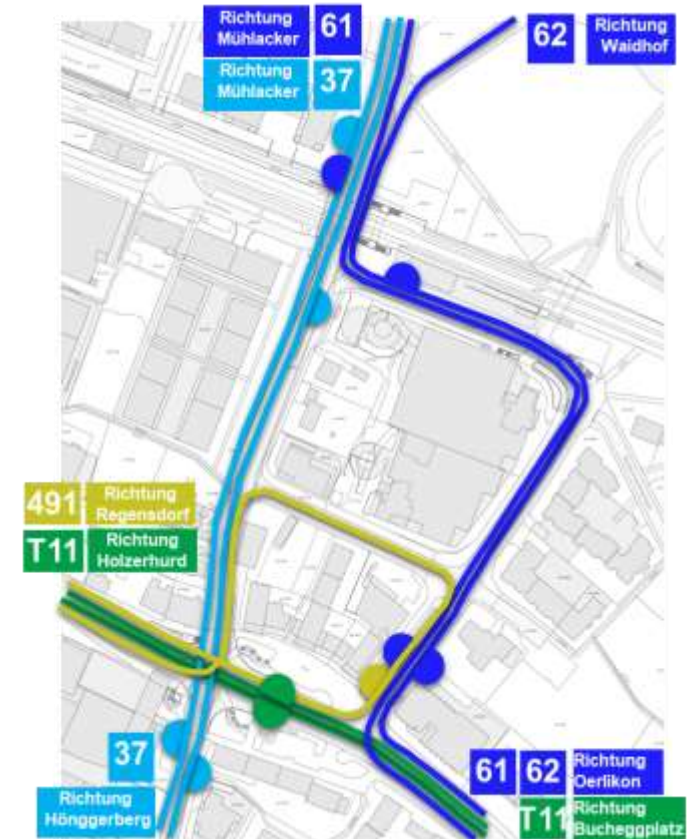 Richtung
Mühlacker
61
Richtung
Mühlacker
37
62
Richtung
Waidhof
491
Richtung
Regensdorf
T11
Richtung
Holzerhurd
37
Richtung
Hönggerberg
61
62
Richtung
Oerlikon
T11
Richtung
Bucheggplatz